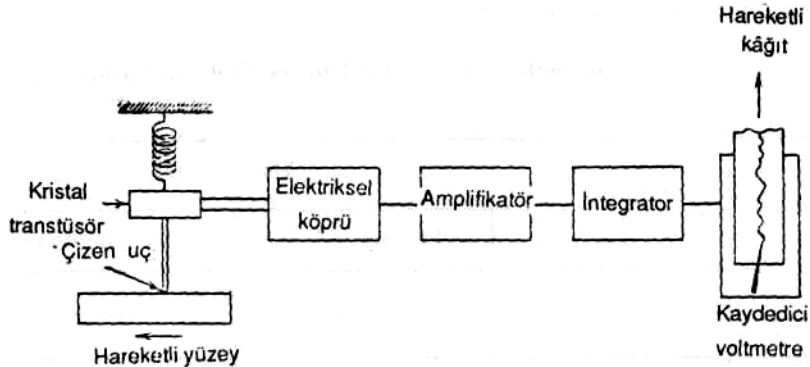 Hareketli
kâğıt
Kristal
transtüsör
Çizen uç
Elektriksel
köprü
Amplifikatör
İntegrator
Hareketli yüzey
Kaydedici
voltmetre